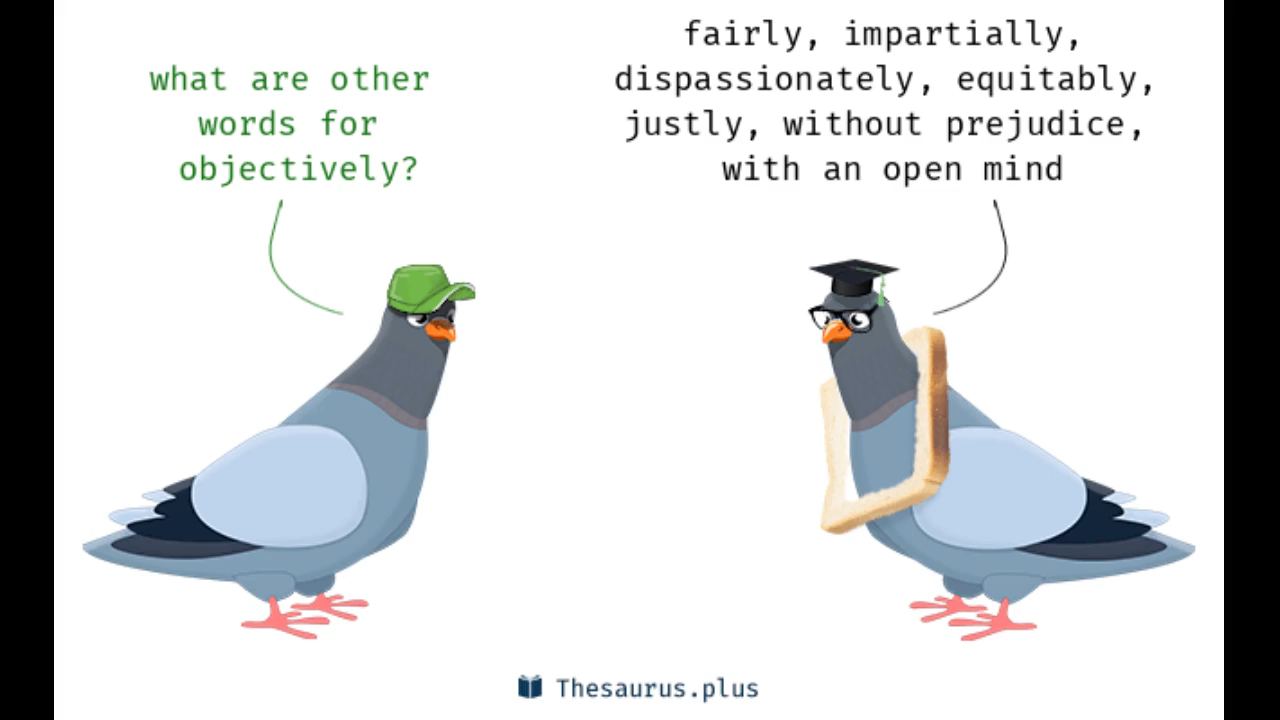 what are other
words for
objectively?
fairly, impartially,
dispassionately, equitably,
justly, without prejudice,
with an open mind
Thesaurus.plus